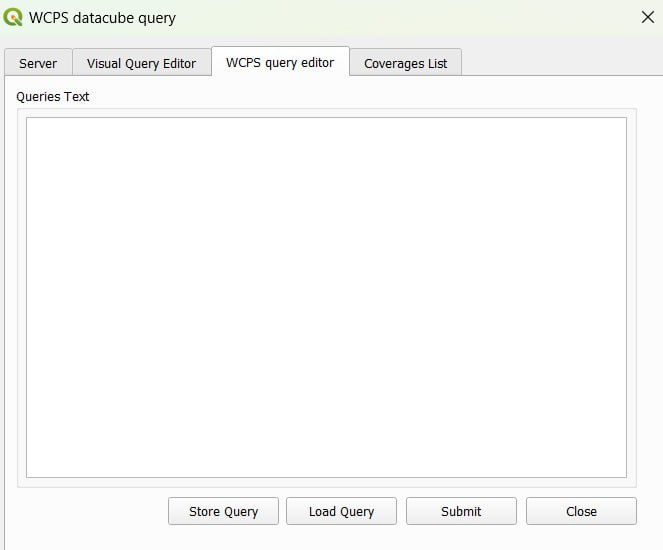 WCPS datacube query
Server Visual Query Editor WCPS query editor Coverages List
Queries Text
Store Query Load Query Submit Close